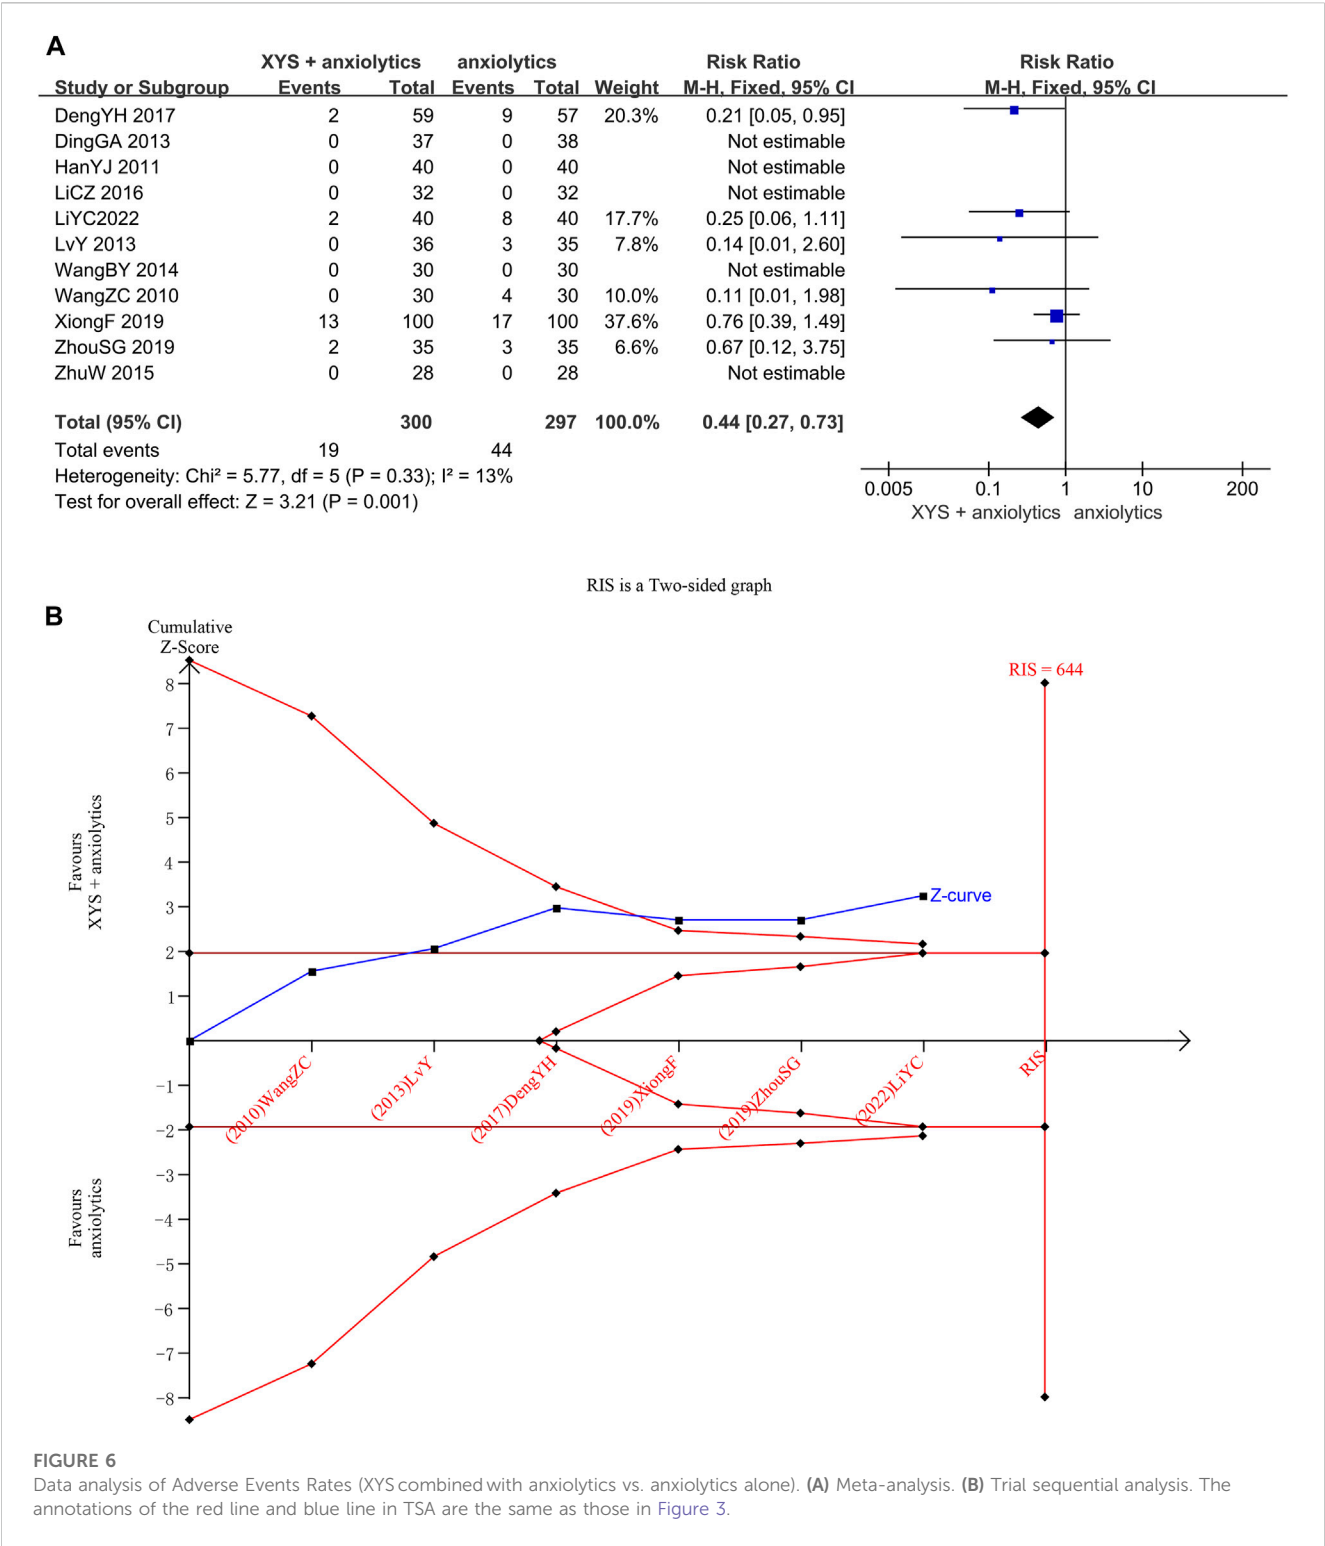 A
XYS + anxiolytics anxiolytics Risk Ratio Risk Ratio
Study or Subgroup Events Total Events Total Weight M-H, Fixed, 95% CI M-H, Fixed, 95% CI
DengYH 2017 2 59 9 57 20.3% 0.21 [0.05, 0.95]
DingGA 2013 0 37 0 38 Not estimable
HanYJ 2011 0 40 0 40 Not estimable
LiCZ 2016 0 32 0 32 Not estimable
LiYC2022 2 40 8 40 17.7% 0.25 [0.06, 1.11]
LvY 2013 0 36 3 35 7.8% 0.14 [0.01, 2.60]
WangBY 2014 0 30 0 30 Not estimable
WangZC 2010 0 30 4 30 10.0% 0.11 [0.01, 1.98]
XiongF 2019 13 100 17 100 37.6% 0.76 [0.39, 1.49]
ZhouSG 2019 2 35 3 35 6.6% 0.67 [0.12, 3.75]
ZhuW 2015 0 28 0 28 Not estimable
Total (95% CI) 300 297 100.0% 0.44 [0.27, 0.73]
Total events 19 44
Heterogeneity: Chi² = 5.77, df = 5 (P = 0.33); I² = 13%
Test for overall effect: Z = 3.21 (P = 0.001)
0.005 0.1 1 10 200
XYS + anxiolytics anxiolytics
RIS is a Two-sided graph
B
Cumulative
Z-Score
RIS = 644
8
7
6
5
4
3
2
1
-1
-2
-3
-4
-5
-6
-7
-8
Favours
XYS + anxiolytics
Favours
anxiolytics
Z-curve
(2010)WangZC
(2013)LvY
(2017)DengYH
(2019)XiongF
(2019)ZhouSG
(2022)LiYC
RIS
FIGURE 6
Data analysis of Adverse Events Rates (XYS combined with anxiolytics vs. anxiolytics alone). (A) Meta-analysis. (B) Trial sequential analysis. The
annotations of the red line and blue line in TSA are the same as those in Figure 3.